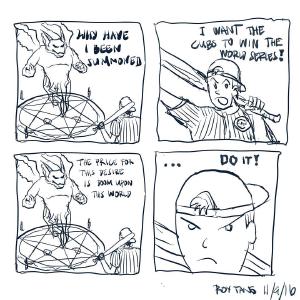 WHY HAVE
I BEEN
SUMMONED
I WANT THE
CUBS TO WIN THE
WORLD SERIES!
THE PRICE FOR
THIS DESIRE
IS DOOM UPON
THIS WORLD
... DO IT!
ROY TANG 11/9/16